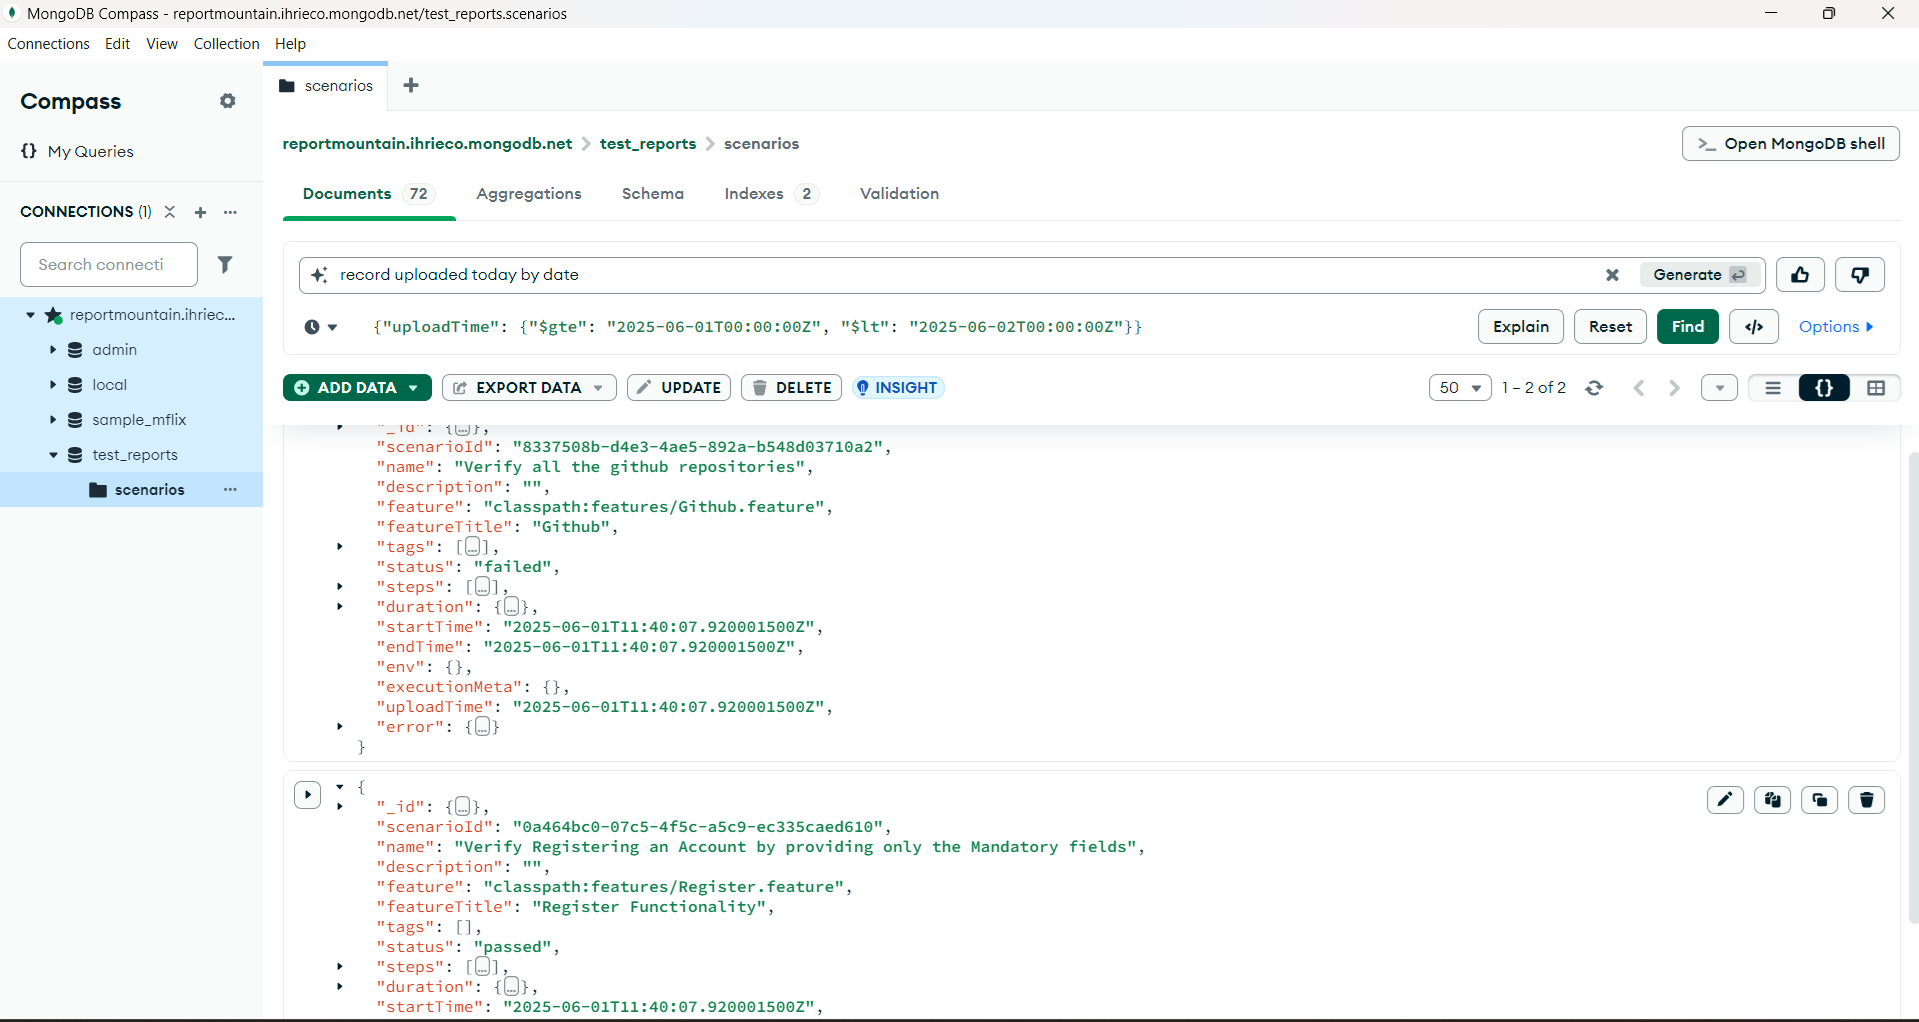 MongoDB Compass - reportmountain.ihrieco.mongodb.net/test_reports.scenarios
Connections Edit View Collection Help
Compass
{} My Queries
CONNECTIONS (1)
Search connecti
reportmountain.ihriec...
admin
local
sample_mflix
test_reports
scenarios
scenarios
reportmountain.ihrieco.mongodb.net > test_reports > scenarios
>_ Open MongoDB shell
Documents 72 Aggregations Schema Indexes 2 Validation
record uploaded today by date
Generate
{"uploadTime": {"$gte": "2025-06-01T00:00:00Z", "$lt": "2025-06-02T00:00:00Z"}}
Explain Reset Find </> Options
ADD DATA EXPORT DATA UPDATE DELETE INSIGHT
50 1 – 2 of 2 {}
"_id": {…},
"scenarioId": "8337508b-d4e3-4ae5-892a-b548d03710a2",
"name": "Verify all the github repositories",
"description": "",
"feature": "classpath:features/Github.feature",
"featureTitle": "Github",
"tags": […],
"status": "failed",
"steps": […],
"duration": {…},
"startTime": "2025-06-01T11:40:07.920001500Z",
"endTime": "2025-06-01T11:40:07.920001500Z",
"env": {},
"executionMeta": {},
"uploadTime": "2025-06-01T11:40:07.920001500Z",
"error": {…}
}
{
"_id": {…},
"scenarioId": "0a464bc0-07c5-4f5c-a5c9-ec335caed610",
"name": "Verify Registering an Account by providing only the Mandatory fields",
"description": "",
"feature": "classpath:features/Register.feature",
"featureTitle": "Register Functionality",
"tags": [],
"status": "passed",
"steps": […],
"duration": {…},
"startTime": "2025-06-01T11:40:07.920001500Z",